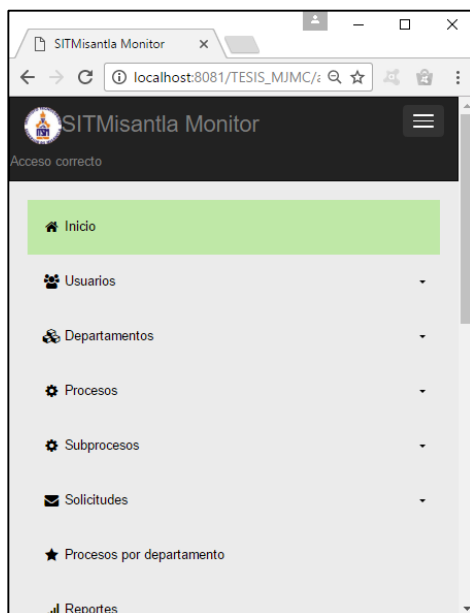 SITMisantla Monitor
localhost:8081/TESIS_MJMC/
SITMisantla Monitor
Acceso correcto
Inicio
Usuarios
Departamentos
Procesos
Subprocesos
Solicitudes
Procesos por departamento
Reportes